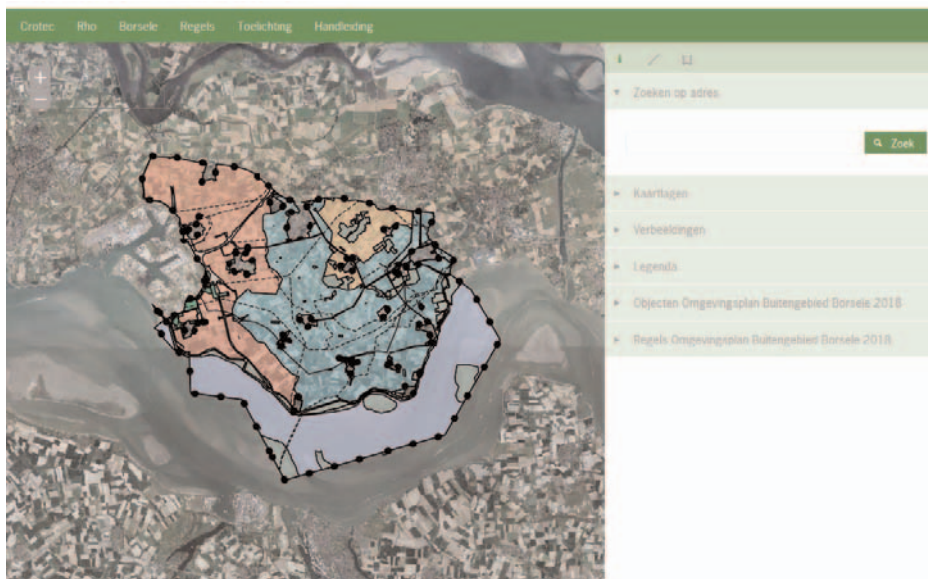 Crotec Rho Borsele Regels Toelichting Handleiding
+
−
Zoeken op adres
Zoek
Kaartlagen
Verbeeldingen
Legenda
Objecten Omgevingsplan Buitengebied Borsele 2018
Regels Omgevingsplan Buitengebied Borsele 2018